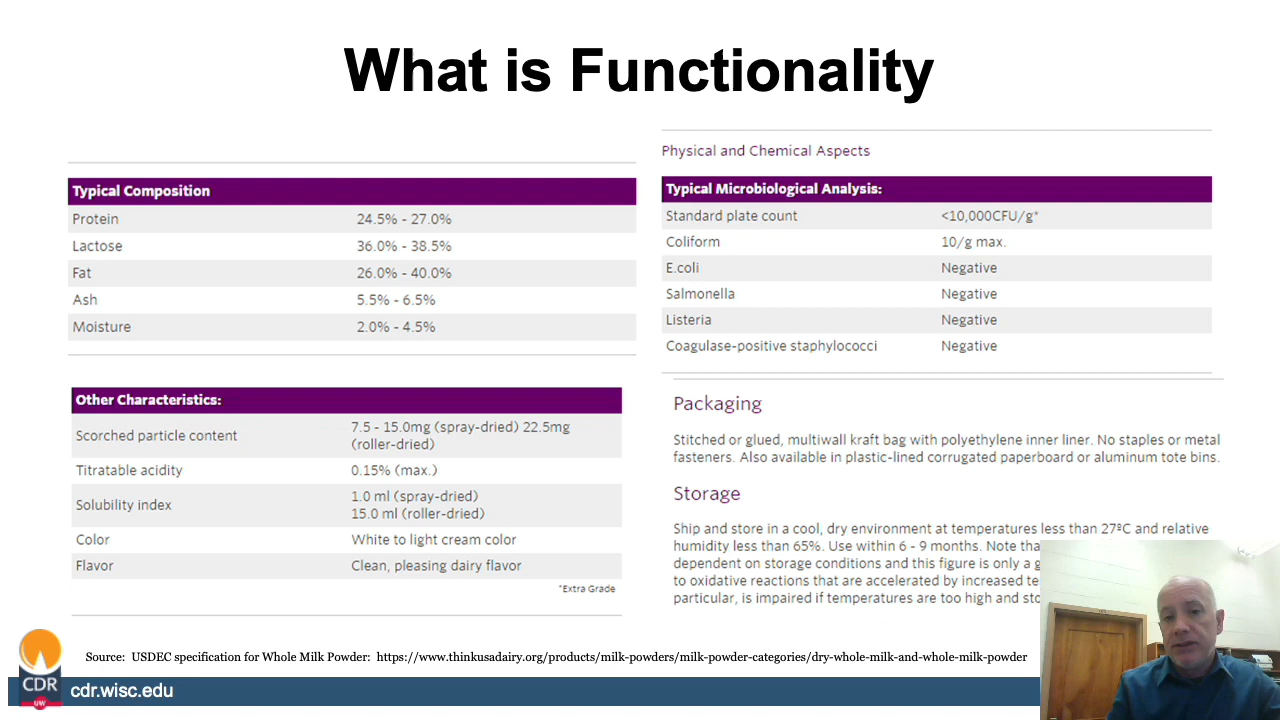 What is Functionality
Typical Composition
Protein 24.5% - 27.0%
Lactose 36.0% - 38.5%
Fat 26.0% - 40.0%
Ash 5.5% - 6.5%
Moisture 2.0% - 4.5%
Other Characteristics:
Scorched particle content 7.5 - 15.0mg (spray-dried) 22.5mg
(roller-dried)
Titratable acidity 0.15% (max.)
Solubility index 1.0 ml (spray-dried)
15.0 ml (roller-dried)
Color White to light cream color
Flavor Clean, pleasing dairy flavor
*Extra Grade
Physical and Chemical Aspects
Typical Microbiological Analysis:
Standard plate count <10,000CFU/g*
Coliform 10/g max.
E.coli Negative
Salmonella Negative
Listeria Negative
Coagulase-positive staphylococci Negative
Packaging
Stitched or glued, multiwall kraft bag with polyethylene inner liner. No staples or metal
fasteners. Also available in plastic-lined corrugated paperboard or aluminum tote bins.
Storage
Ship and store in a cool, dry environment at temperatures less than 27ºC and relative
humidity less than 65%. Use within 6 - 9 months. Note
dependent on storage conditions and this figure is only a
to oxidative reactions that are accelerated by increased
particular, is impaired if temperatures are too high and
Source: USDEC specification for Whole Milk Powder: https://www.thinkusadairy.org/products/milk-powders/milk-powder-categories/dry-whole-milk-and-whole-milk-powder
CDR
UW
cdr.wisc.edu